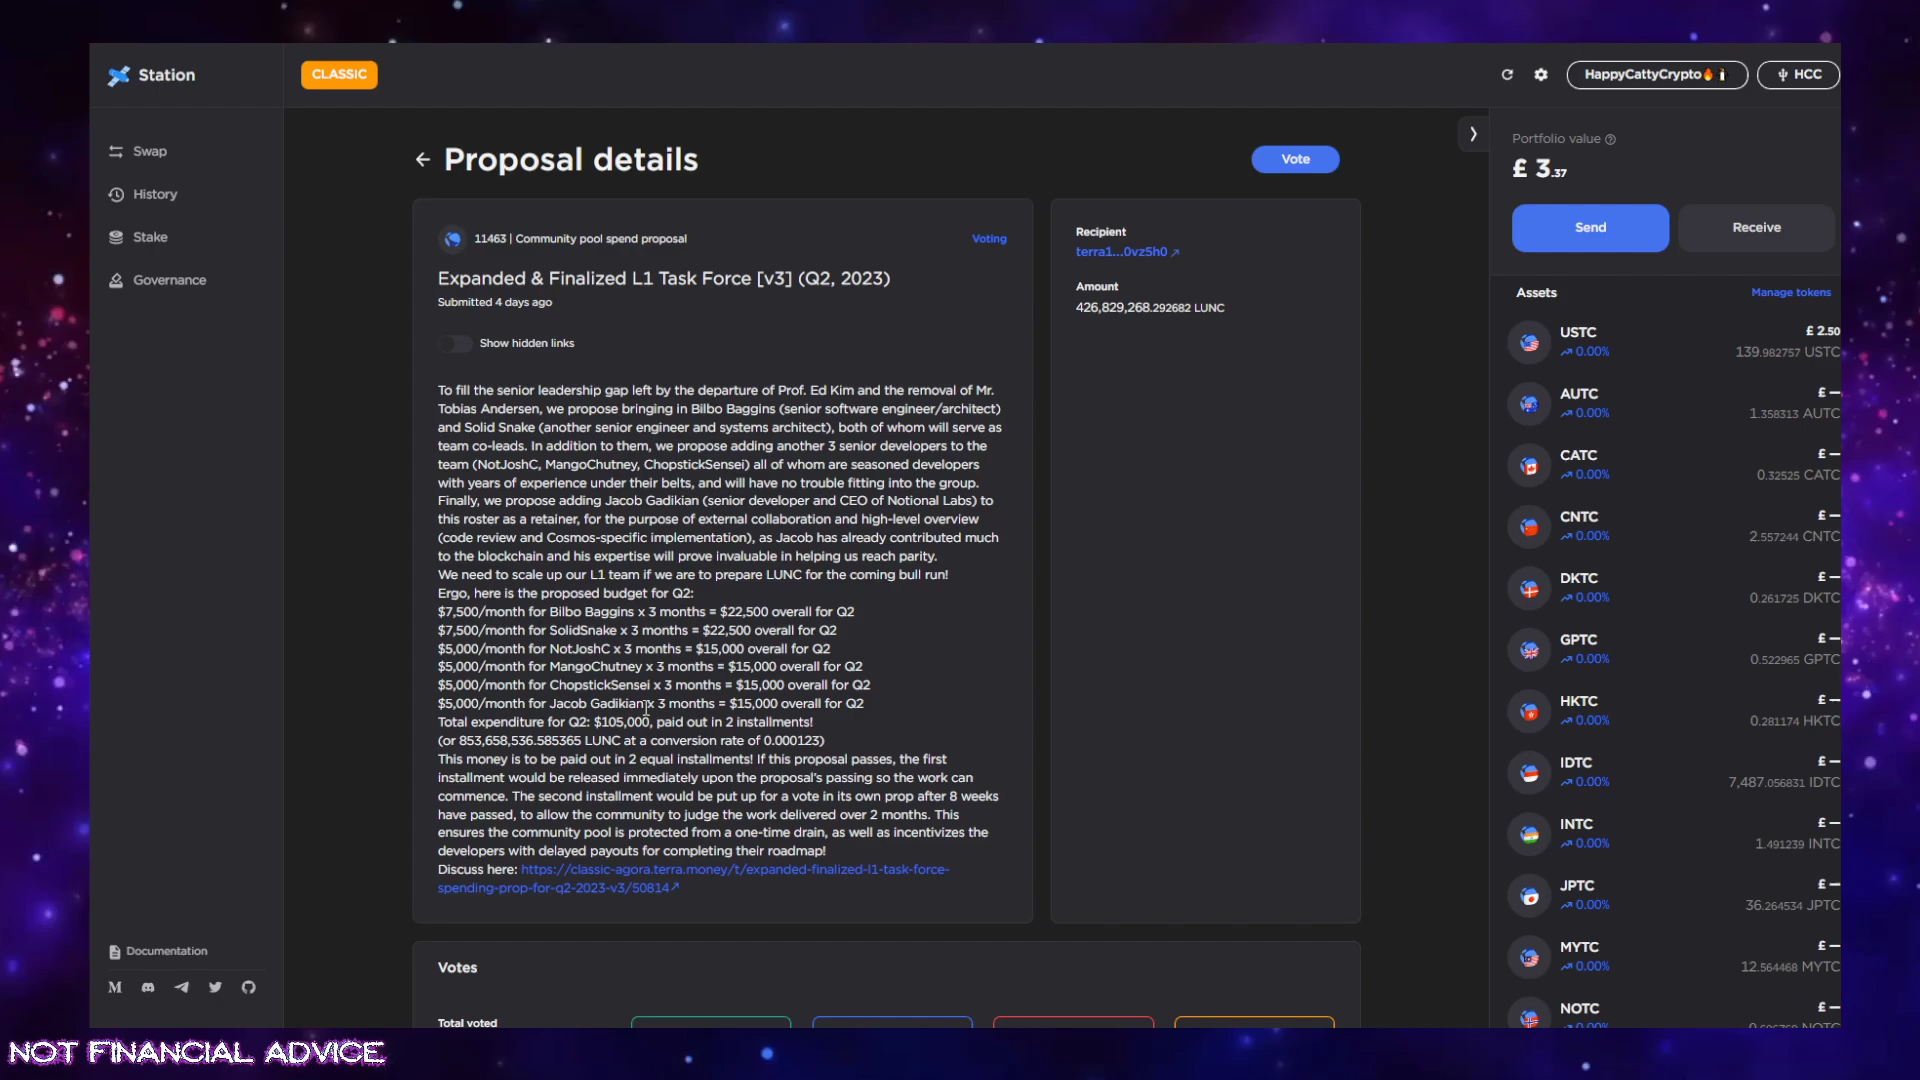 Station
CLASSIC
HappyCattyCrypto
HCC
Swap
History
Stake
Governance
Documentation
Proposal details
Vote
11463 | Community pool spend proposal
Voting
Expanded & Finalized L1 Task Force [v3] (Q2, 2023)
Submitted 4 days ago
Show hidden links
To fill the senior leadership gap left by the departure of Prof. Ed Kim and the removal of Mr.
Tobias Andersen, we propose bringing in Bilbo Baggins (senior software engineer/architect)
and Solid Snake (another senior engineer and systems architect), both of whom will serve as
team co-leads. In addition to them, we propose adding another 3 senior developers to the
team (NotJoshC, MangoChutney, ChopstickSensei) all of whom are seasoned developers
with years of experience under their belts, and will have no trouble fitting into the group.
Finally, we propose adding Jacob Gadikian (senior developer and CEO of Notional Labs) to
this roster as a retainer, for the purpose of external collaboration and high-level overview
(code review and Cosmos-specific implementation), as Jacob has already contributed much
to the blockchain and his expertise will prove invaluable in helping us reach parity.
We need to scale up our L1 team if we are to prepare LUNC for the coming bull run!
Ergo, here is the proposed budget for Q2:
$7,500/month for Bilbo Baggins x 3 months = $22,500 overall for Q2
$7,500/month for SolidSnake x 3 months = $22,500 overall for Q2
$5,000/month for NotJoshC x 3 months = $15,000 overall for Q2
$5,000/month for MangoChutney x 3 months = $15,000 overall for Q2
$5,000/month for ChopstickSensei x 3 months = $15,000 overall for Q2
$5,000/month for Jacob Gadikian x 3 months = $15,000 overall for Q2
Total expenditure for Q2: $105,000, paid out in 2 installments!
(or 853,658,536.585365 LUNC at a conversion rate of 0.000123)
This money is to be paid out in 2 equal installments! If this proposal passes, the first
installment would be released immediately upon the proposal's passing so the work can
commence. The second installment would be put up for a vote in its own prop after 8 weeks
have passed, to allow the community to judge the work delivered over 2 months. This
ensures the community pool is protected from a one-time drain, as well as incentivizes the
developers with delayed payouts for completing their roadmap!
Discuss here: https://classic-agora.terra.money/t/expanded-finalized-l1-task-force-
spending-prop-for-q2-2023-v3/50814
Recipient
terra1...0vz5h0
Amount
426,829,268.292682 LUNC
Votes
Total voted
Portfolio value
£ 3.37
Send
Receive
Assets
Manage tokens
USTC
£ 2.50
0.00%
139.982757 USTC
AUTC
£ —
0.00%
1.358313 AUTC
CATC
£ —
0.00%
0.32525 CATC
CNTC
£ —
0.00%
2.557244 CNTC
DKTC
£ —
0.00%
0.261725 DKTC
GPTC
£ —
0.00%
0.522965 GPTC
HKTC
£ —
0.00%
0.281174 HKTC
IDTC
£ —
0.00%
7,487.056831 IDTC
INTC
£ —
0.00%
1.491239 INTC
JPTC
£ —
0.00%
36.264534 JPTC
MYTC
£ —
0.00%
12.564468 MYTC
NOTC
£ —
NOT FINANCIAL ADVICE